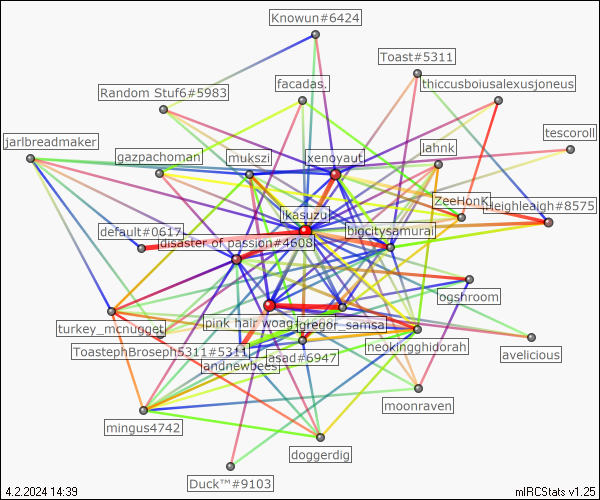 Knowun#6424
Toast#5311
facadas.
thiccusboiusalexusjoneus
Random Stuf6#5983
tescoroll
jarlbreadmaker
gazpachoman
mukszi
xenoyaut
lahnk
ZeeHonK
Heighleaigh#8575
Ikasuzu
default#0617
disaster of passion#4608
bigcitysamurai
ogshroom
turkey_mcnugget
pink hair woag
gregor_samsa
ToastephBroseph5311#5311
asad#6947
neokingghidorah
avelicious
andnewbees
moonraven
mingus4742
doggerdig
Duck™#9103
4.2.2024 14:39
mIRCStats v1.25